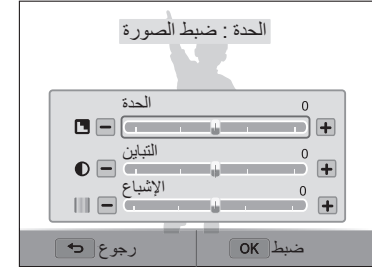 الحدة : ضبط الصورة
الحدة 0
التباين 0
الإشباع 0
ضبط OK
رجوع